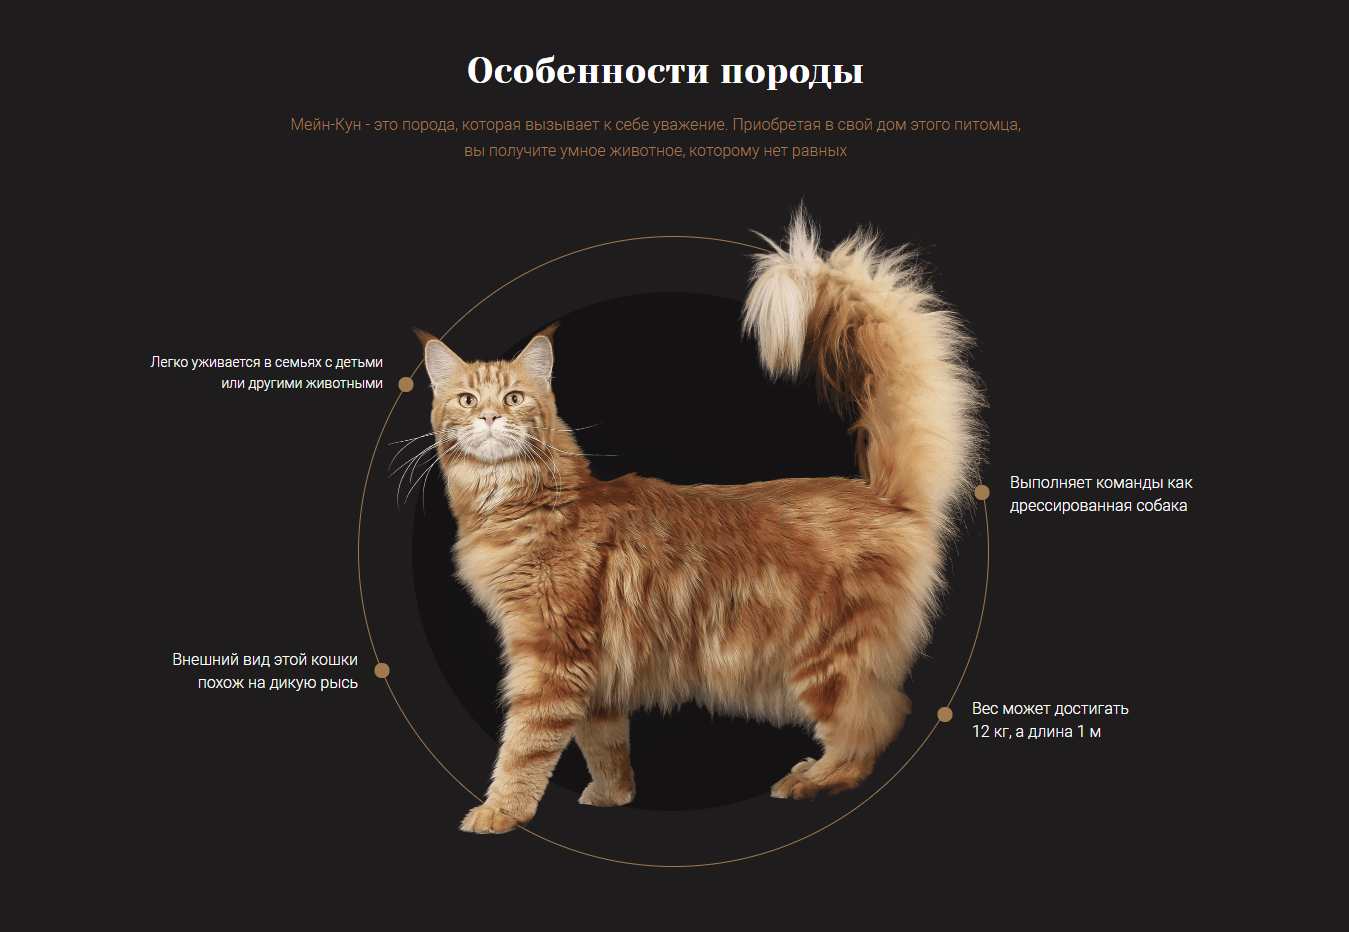 Особенности породы
Мейн-Кун - это порода, которая вызывает к себе уважение. Приобретая в свой дом этого питомца,
вы получите умное животное, которому нет равных
Легко уживается в семьях с детьми
или другими животными
Выполняет команды как
дрессированная собака
Внешний вид этой кошки
похож на дикую рысь
Вес может достигать
12 кг, а длина 1 м